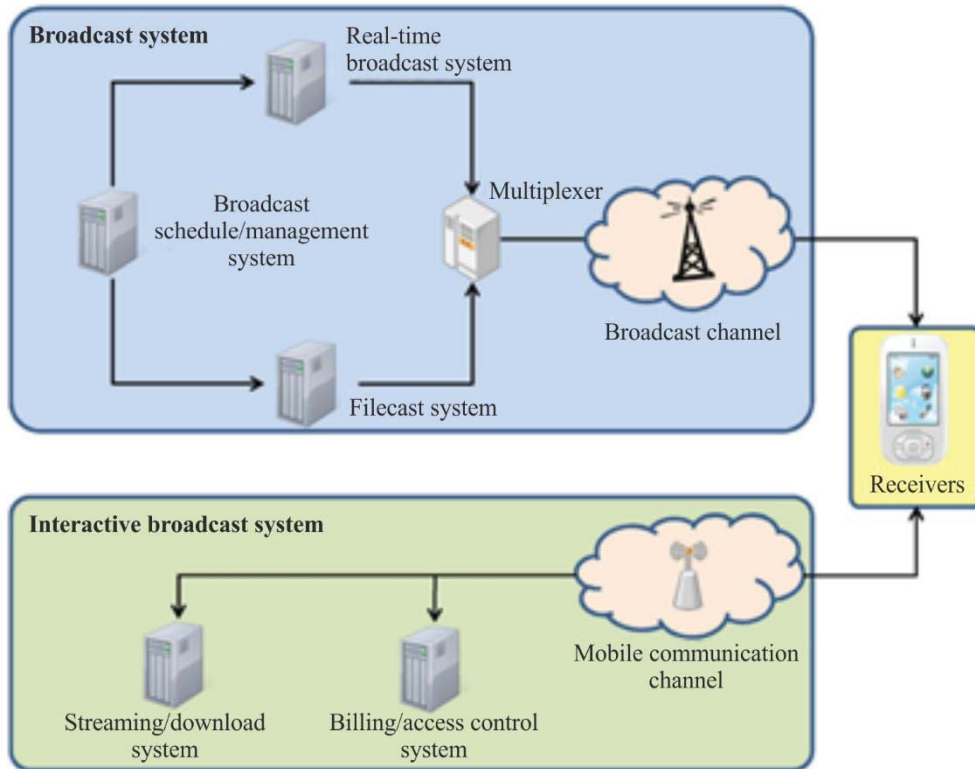 Broadcast system
Real-time
broadcast system
Broadcast
schedule/management
system
Multiplexer
Broadcast channel
Filecast system
Receivers
Interactive broadcast system
Mobile communication
channel
Streaming/download
system
Billing/access control
system